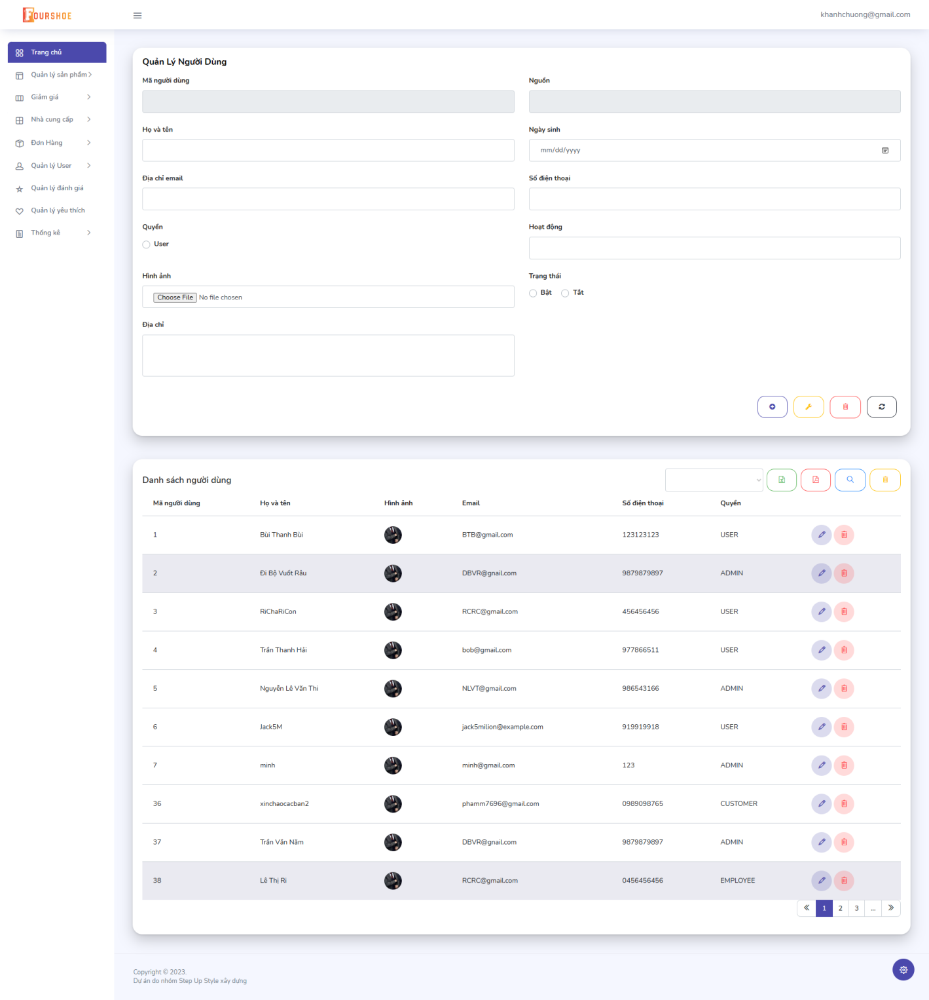 FOURSHOE
khanhchuong@gmail.com
Trang chủ
Quản lý sản phẩm
Giảm giá
Nhà cung cấp
Đơn Hàng
Quản lý User
Quản lý đánh giá
Quản lý yêu thích
Thống kê
Quản Lý Người Dùng
Mã người dùng
Nguồn
Họ và tên
Ngày sinh
mm/dd/yyyy
Địa chỉ email
Số điện thoại
Quyền
Hoạt động
User
Hình ảnh
Trạng thái
Choose File No file chosen
Bật Tắt
Địa chỉ
Danh sách người dùng
Mã người dùng Họ và tên Hình ảnh Email Số điện thoại Quyền
1 Bùi Thanh Bùi BTB@gmail.com 123123123 USER
2 Đi Bộ Vuốt Râu DBVR@gnail.com 9879879897 ADMIN
3 RiChaRiCon RCRC@gmail.com 456456456 USER
4 Trần Thanh Hải bob@gmail.com 977866511 USER
5 Nguyễn Lê Văn Thi NLVT@gmail.com 986543166 ADMIN
6 Jack5M jack5milion@example.com 919919918 USER
7 minh minh@gmail.com 123 ADMIN
36 xinchaocacban2 phamm7696@gmail.com 0989098765 CUSTOMER
37 Trần Văn Năm DBVR@gnail.com 9879879897 ADMIN
38 Lê Thị Ri RCRC@gmail.com 0456456456 EMPLOYEE
« 1 2 3 ... »
Copyright © 2023.
Dự án do nhóm Step Up Style xây dựng